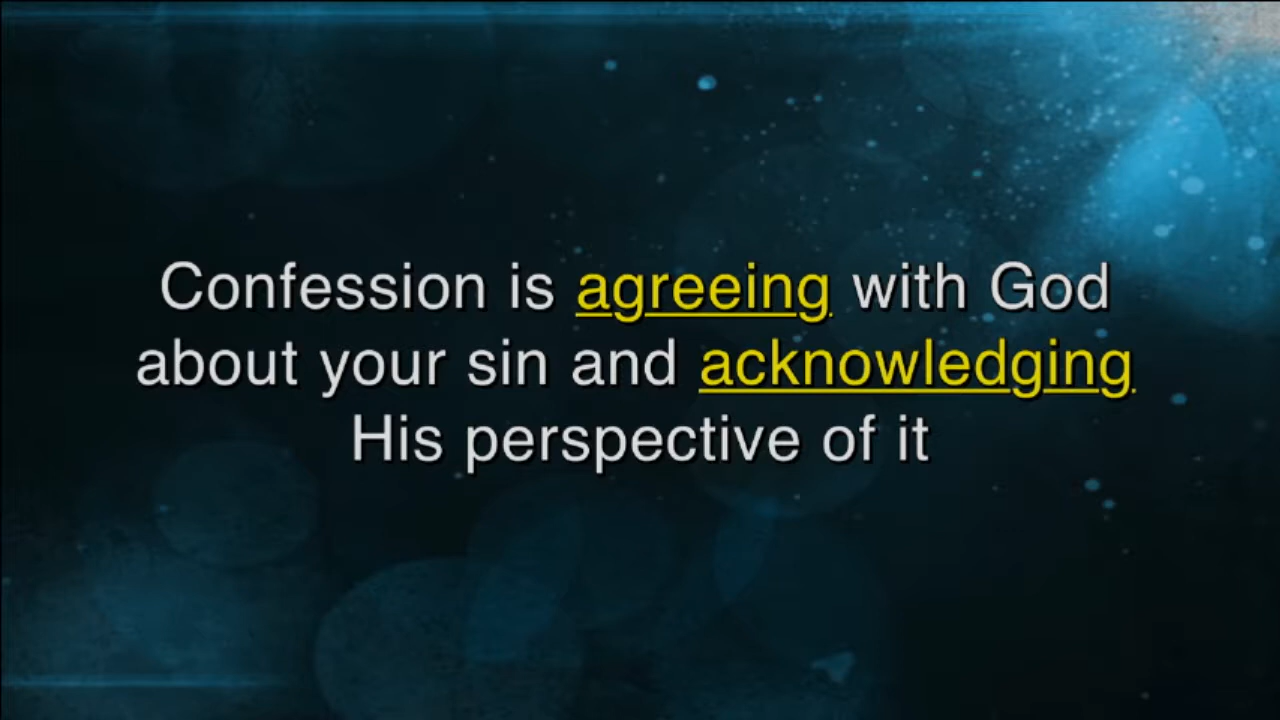 Confession is agreeing with God
about your sin and acknowledging
His perspective of it